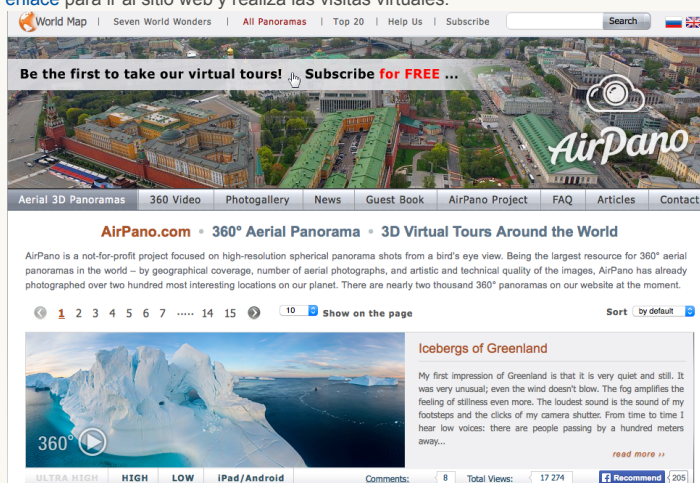 enlace para ir al sitio web y realiza las visitas virtuales.
World Map | Seven World Wonders | All Panoramas | Top 20 | Help Us | Subscribe Search
Be the first to take our virtual tours! Subscribe for FREE ...
AirPano
Aerial 3D Panoramas 360 Video Photogallery News Guest Book AirPano Project FAQ Articles Contact
AirPano.com • 360° Aerial Panorama • 3D Virtual Tours Around the World
AirPano is a not-for-profit project focused on high-resolution spherical panorama shots from a bird's eye view. Being the largest resource for 360° aerial
panoramas in the world – by geographical coverage, number of aerial photographs, and artistic and technical quality of the images, AirPano has already
photographed over two hundred most interesting locations on our planet. There are nearly two thousand 360° panoramas on our website at the moment.
1 2 3 4 5 6 7 ..... 14 15 10 Show on the page Sort by default
Icebergs of Greenland
My first impression of Greenland is that it is very quiet and still. It
was very unusual; even the wind doesn't blow. The fog amplifies the
feeling of stillness even more. The loudest sound is the sound of my
footsteps and the clicks of my camera shutter. From time to time I
hear low voices: there are people passing by a hundred meters
away...
360°
read more ››
ULTRA HIGH HIGH LOW iPad/Android Comments: 8 Total Views: 17 274 Recommend 205